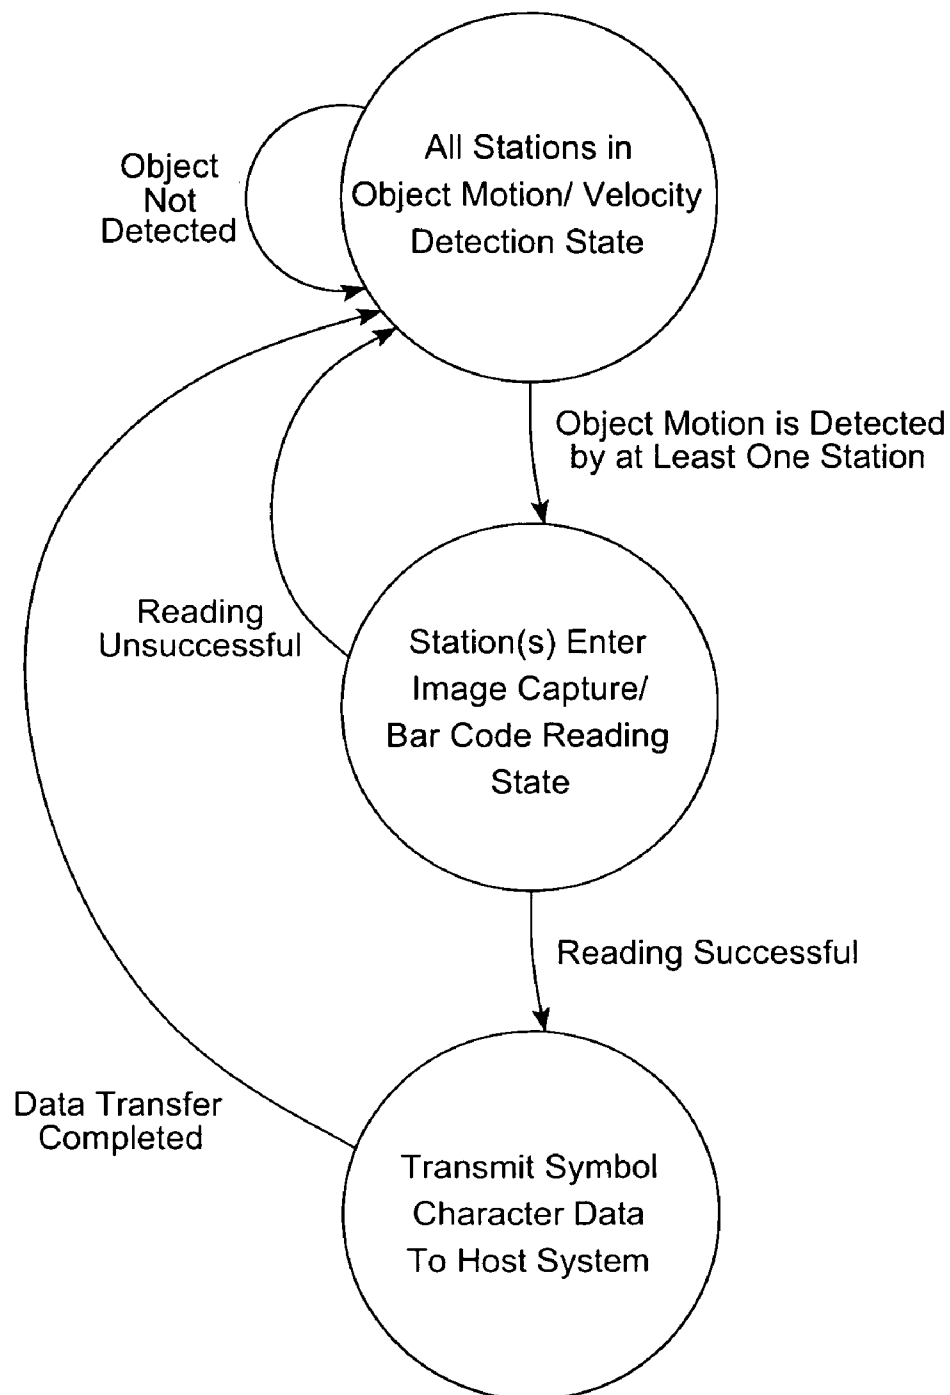 Object
Not
Detected
All Stations in
Object Motion/ Velocity
Detection State
Object Motion is Detected
by at Least One Station
Reading
Unsuccessful
Station(s) Enter
Image Capture/
Bar Code Reading
State
Reading Successful
Data Transfer
Completed
Transmit Symbol
Character Data
To Host System